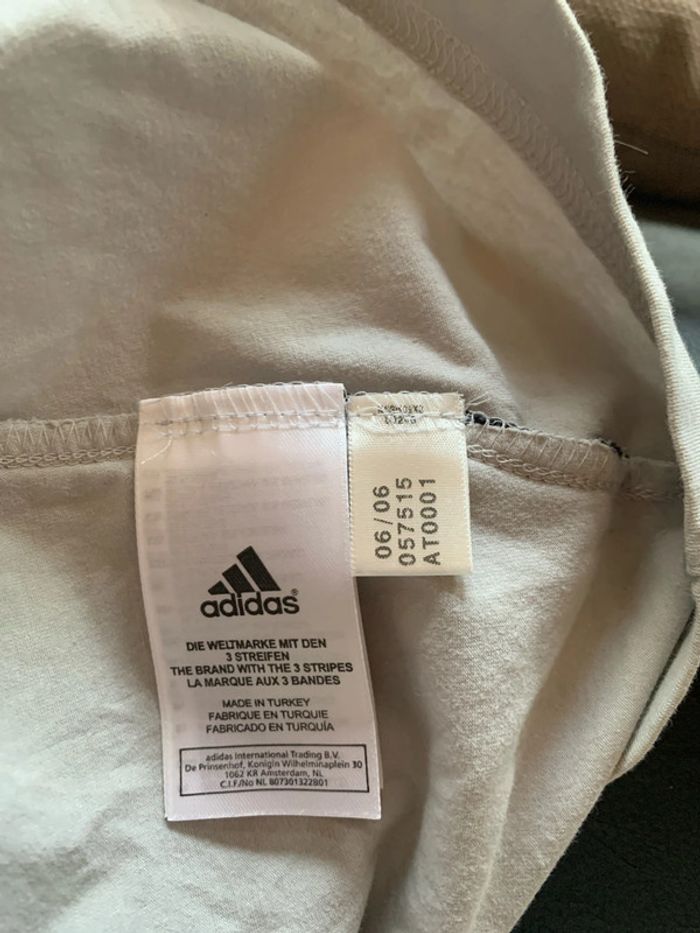 adidas®
DIE WELTMARKE MIT DEN
3 STREIFEN
THE BRAND WITH THE 3 STRIPES
LA MARQUE AUX 3 BANDES
MADE IN TURKEY
FABRIQUE EN TURQUIE
FABRICADO EN TURQUÍA
adidas International Trading B.V.
De Prinsenhof, Konigin Wilhelminaplein 30
1062 KR Amsterdam, NL
C.I.F./No NL 807301322801
06/06
057515
AT0001